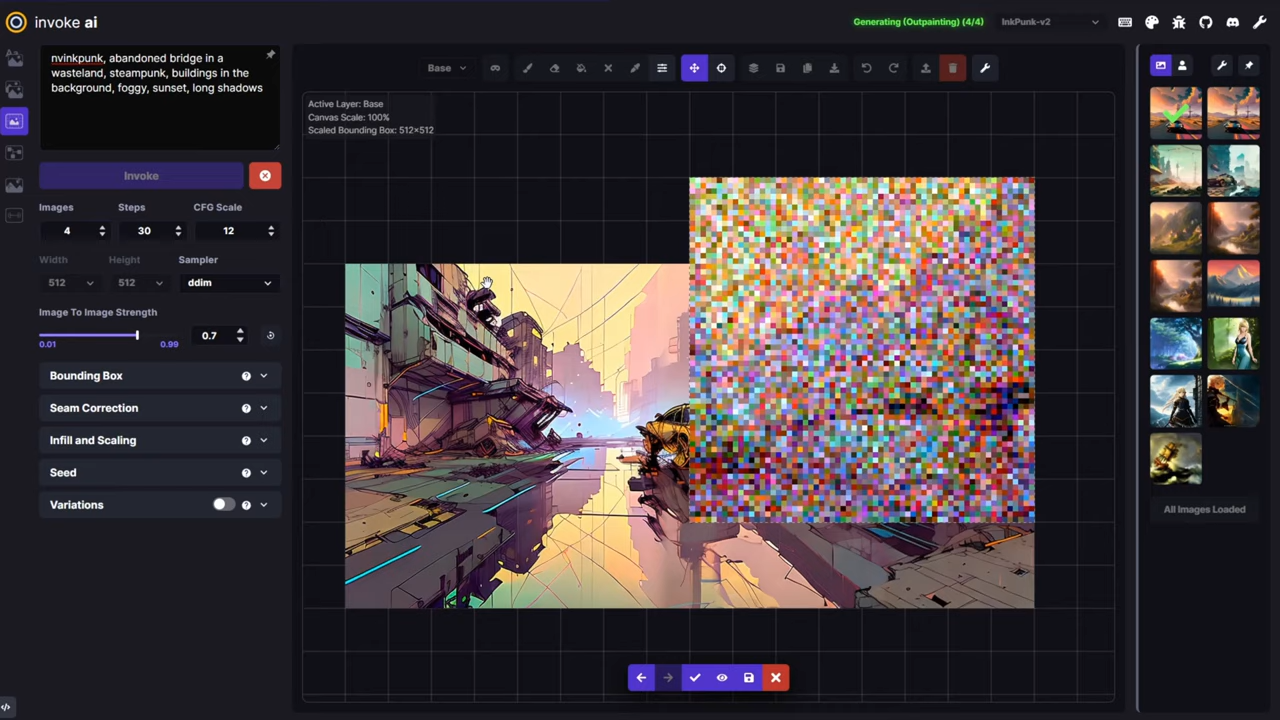 invoke ai
Generating (Outpainting) (4/4)
InkPunk-v2
nvinkpunk, abandoned bridge in a
wasteland, steampunk, buildings in the
background, foggy, sunset, long shadows
Base
Active Layer: Base
Canvas Scale: 100%
Scaled Bounding Box: 512×512
Invoke
Images
Steps
CFG Scale
4
30
12
Width
Height
Sampler
512
512
ddim
Image To Image Strength
0.7
0.01
0.99
Bounding Box
Seam Correction
Infill and Scaling
Seed
Variations
All Images Loaded